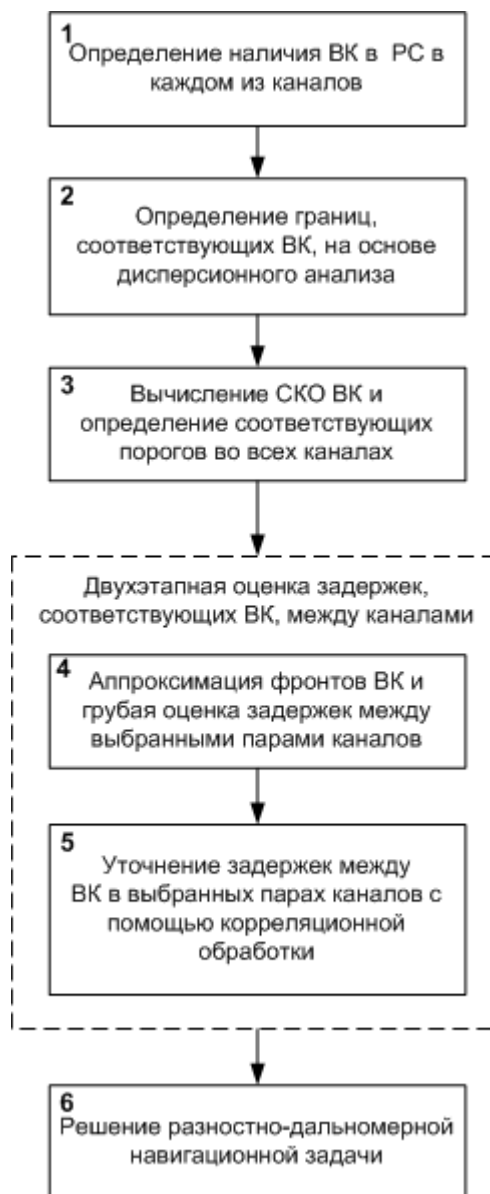 1
Определение наличия ВК в РС в
каждом из каналов
2
Определение границ,
соответствующих ВК, на основе
дисперсионного анализа
3
Вычисление СКО ВК и
определение соответствующих
порогов во всех каналах
Двухэтапная оценка задержек,
соответствующих ВК, между каналами
4
Аппроксимация фронтов ВК и
грубая оценка задержек между
выбранными парами каналов
5
Уточнение задержек между
ВК в выбранных парах каналов с
помощью корреляционной
обработки
6
Решение разностно-дальномерной
навигационной задачи